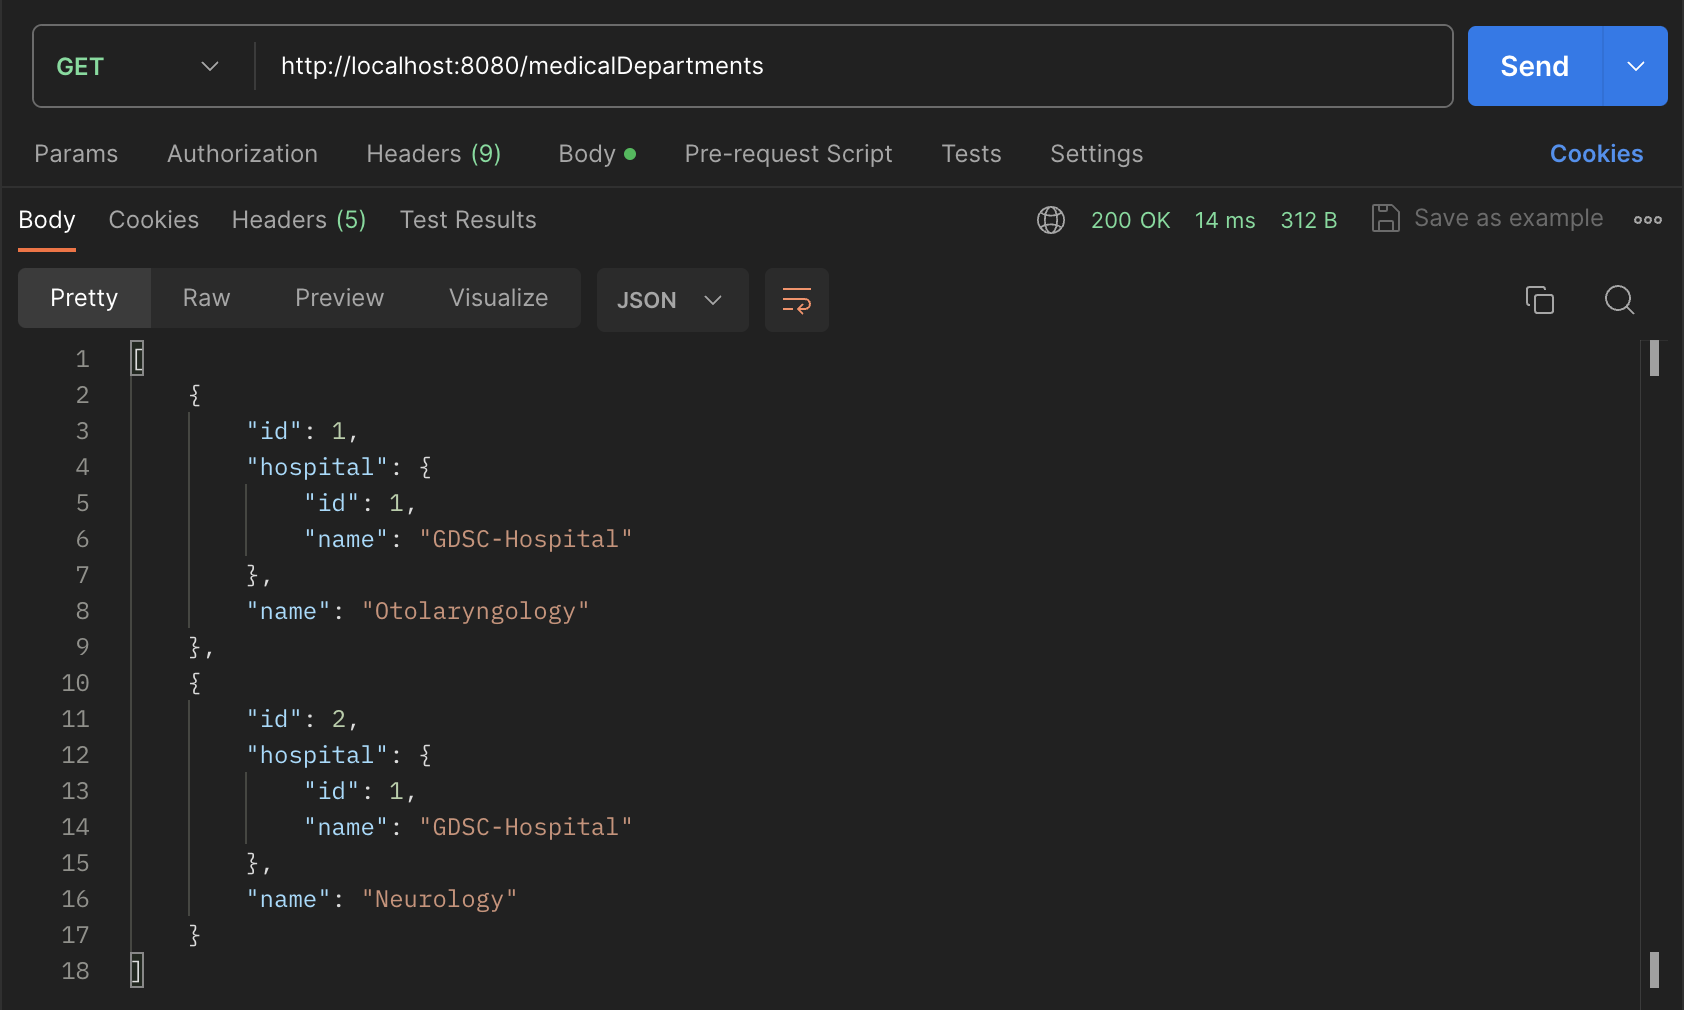 GET http://localhost:8080/medicalDepartments Send
Params Authorization Headers (9) Body Pre-request Script Tests Settings Cookies
Body Cookies Headers (5) Test Results 200 OK 14 ms 312 B Save as example
Pretty Raw Preview Visualize JSON
1 [
2 {
3 "id": 1,
4 "hospital": {
5 "id": 1,
6 "name": "GDSC-Hospital"
7 },
8 "name": "Otolaryngology"
9 },
10 {
11 "id": 2,
12 "hospital": {
13 "id": 1,
14 "name": "GDSC-Hospital"
15 },
16 "name": "Neurology"
17 }
18 ]